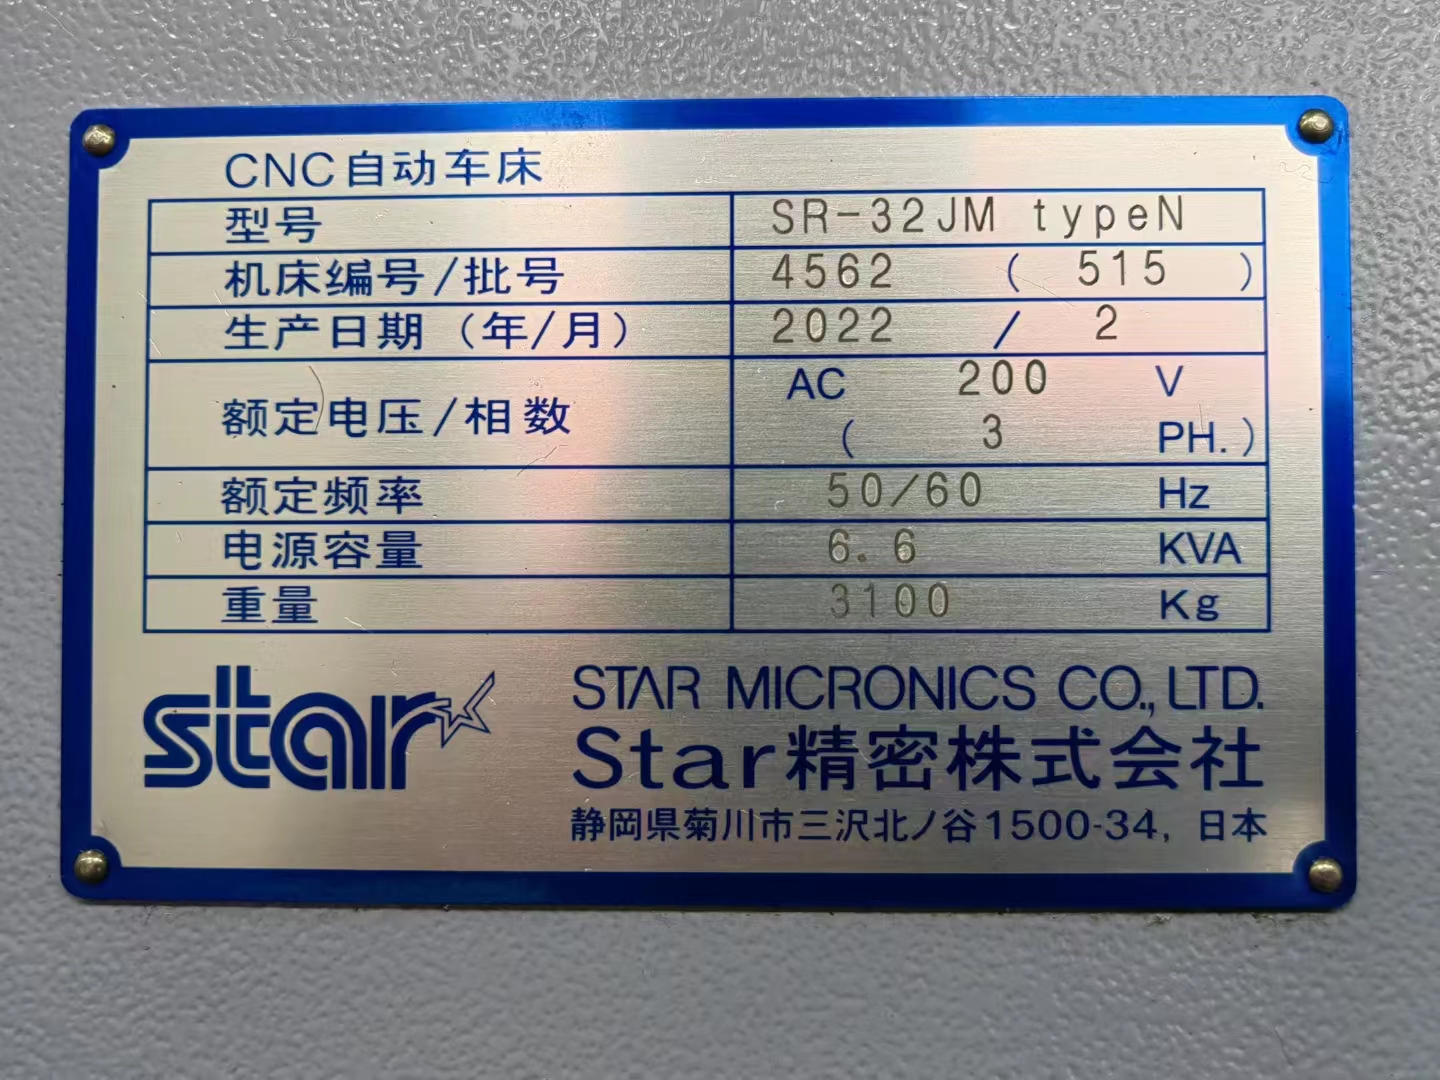 CNC自动车床
型号 SR-32JM typeN
机床编号/批号 4562 ( 515 )
生产日期（年/月） 2022 / 2
额定电压/相数 AC 200 V
( 3 PH.)
额定频率 50/60 Hz
电源容量 6.6 KVA
重量 3100 Kg
star
STAR MICRONICS CO.,LTD.
Star精密株式会社
静岡県菊川市三沢北ノ谷1500-34, 日本